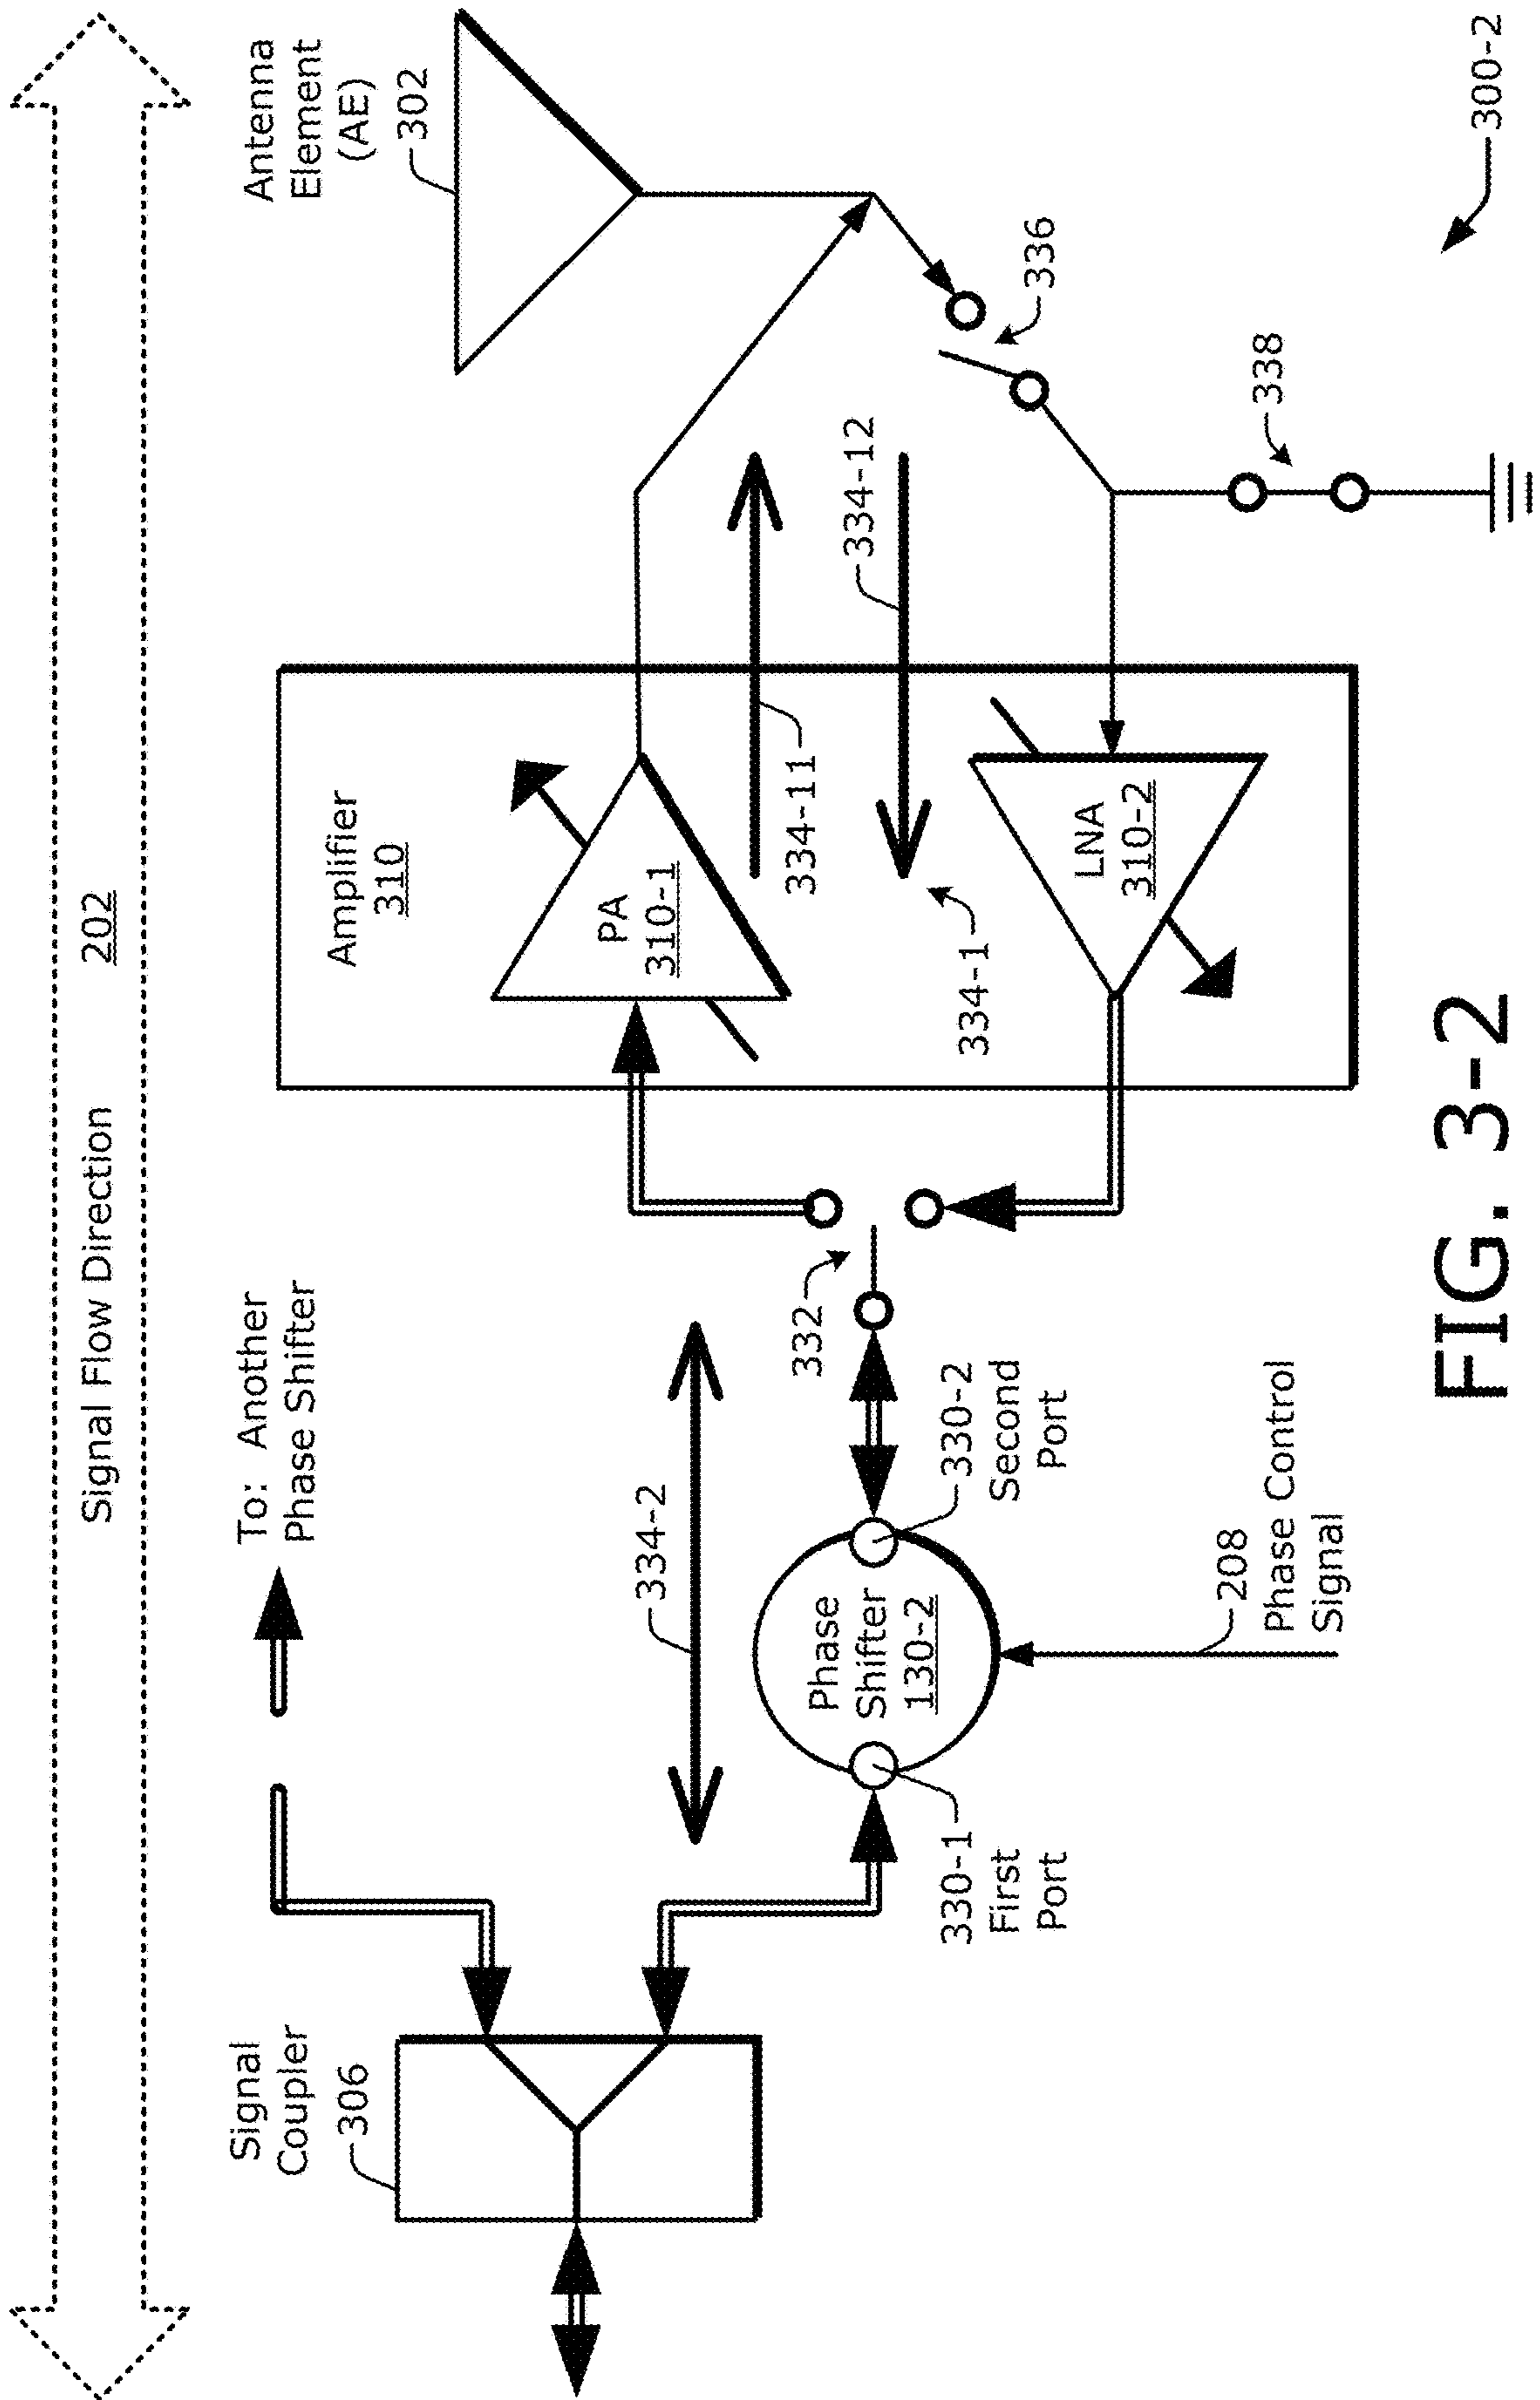 Signal Flow Direction 202
Signal
Coupler
306
To: Another
Phase Shifter
Antenna
Element
(AE)
302
Amplifier
310
PA
310-1
334-2
334-11
334-12
334-1
332
336
338
LNA
310-2
Phase
Shifter
130-2
330-1
First
Port
330-2
Second
Port
208
Phase Control
Signal
300-2
FIG. 3-2